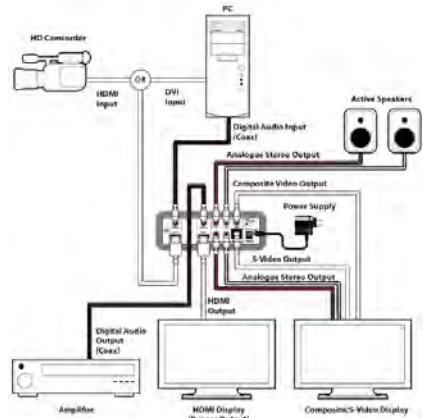 PC
HD Camcorder
OR
HDMI
Input
DVI
Input
Active Speakers
Digital Audio Input
(Coax)
Analogue Stereo Output
Composite Video Output
Power Supply
S-Video Output
Analogue Stereo Output
HDMI
Output
Digital Audio
Output
(Coax)
Amplifier
HDMI Display
Composite/S-Video Display